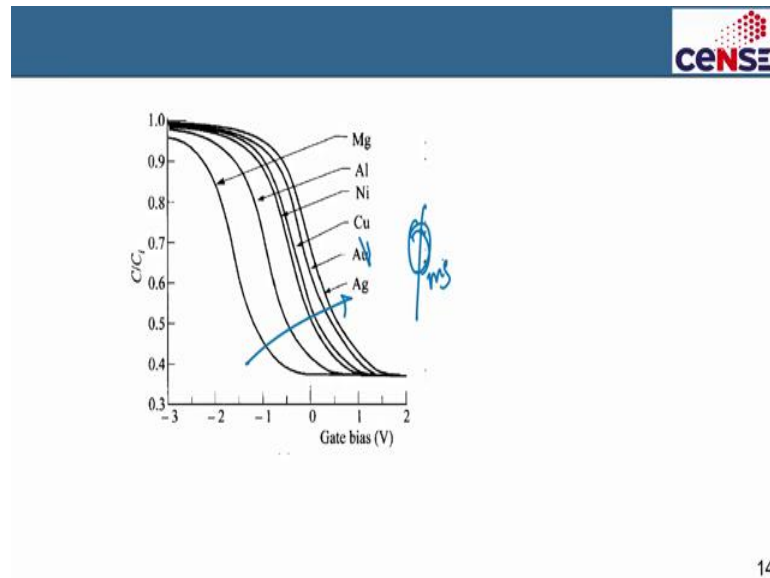 CeNSE
1.0
Mg
0.9
Al
Ni
0.8
Cu
C/Ci
0.7
Au
0.6
Ag
ϕms
0.5
0.4
0.3
−3 −2 −1 0 1 2
Gate bias (V)
14